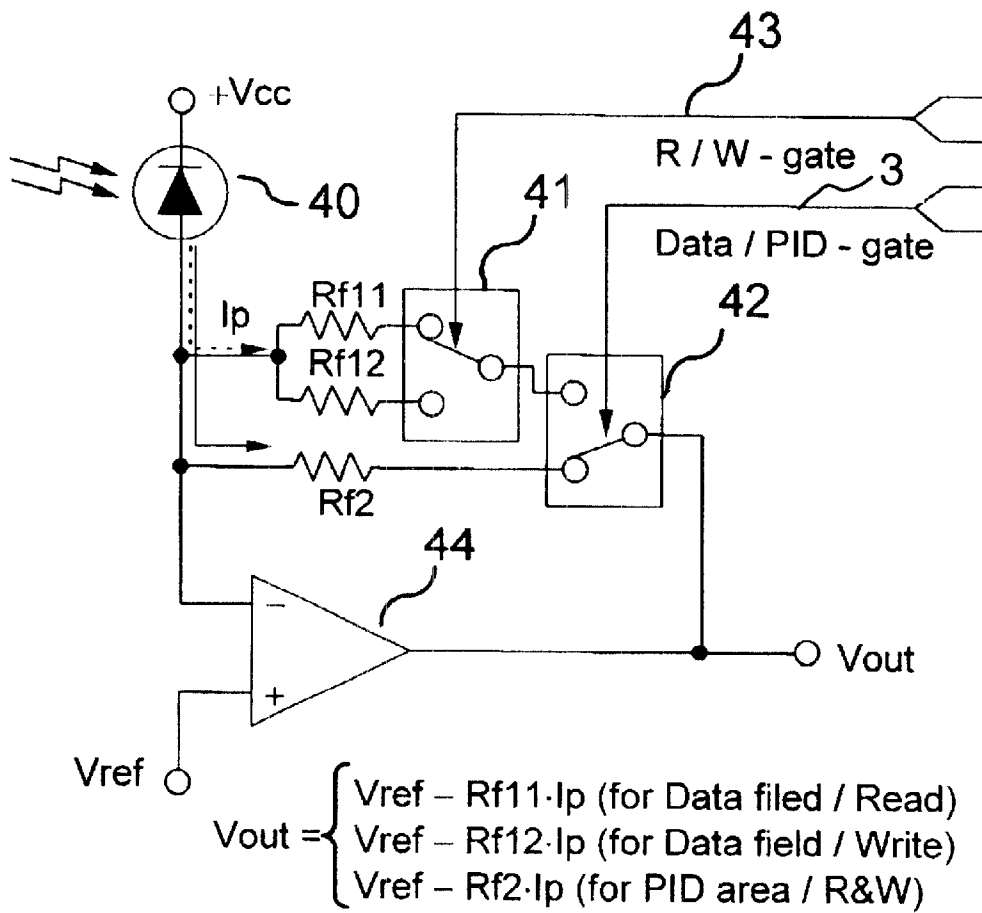 43
+Vcc
R / W - gate
40
41
3
Data / PID - gate
Rf11
Ip
42
Rf12
Rf2
44
−
Vout
+
Vref
Vref – Rf11·Ip (for Data filed / Read)
Vout = Vref – Rf12·Ip (for Data field / Write)
Vref – Rf2·Ip (for PID area / R&W)